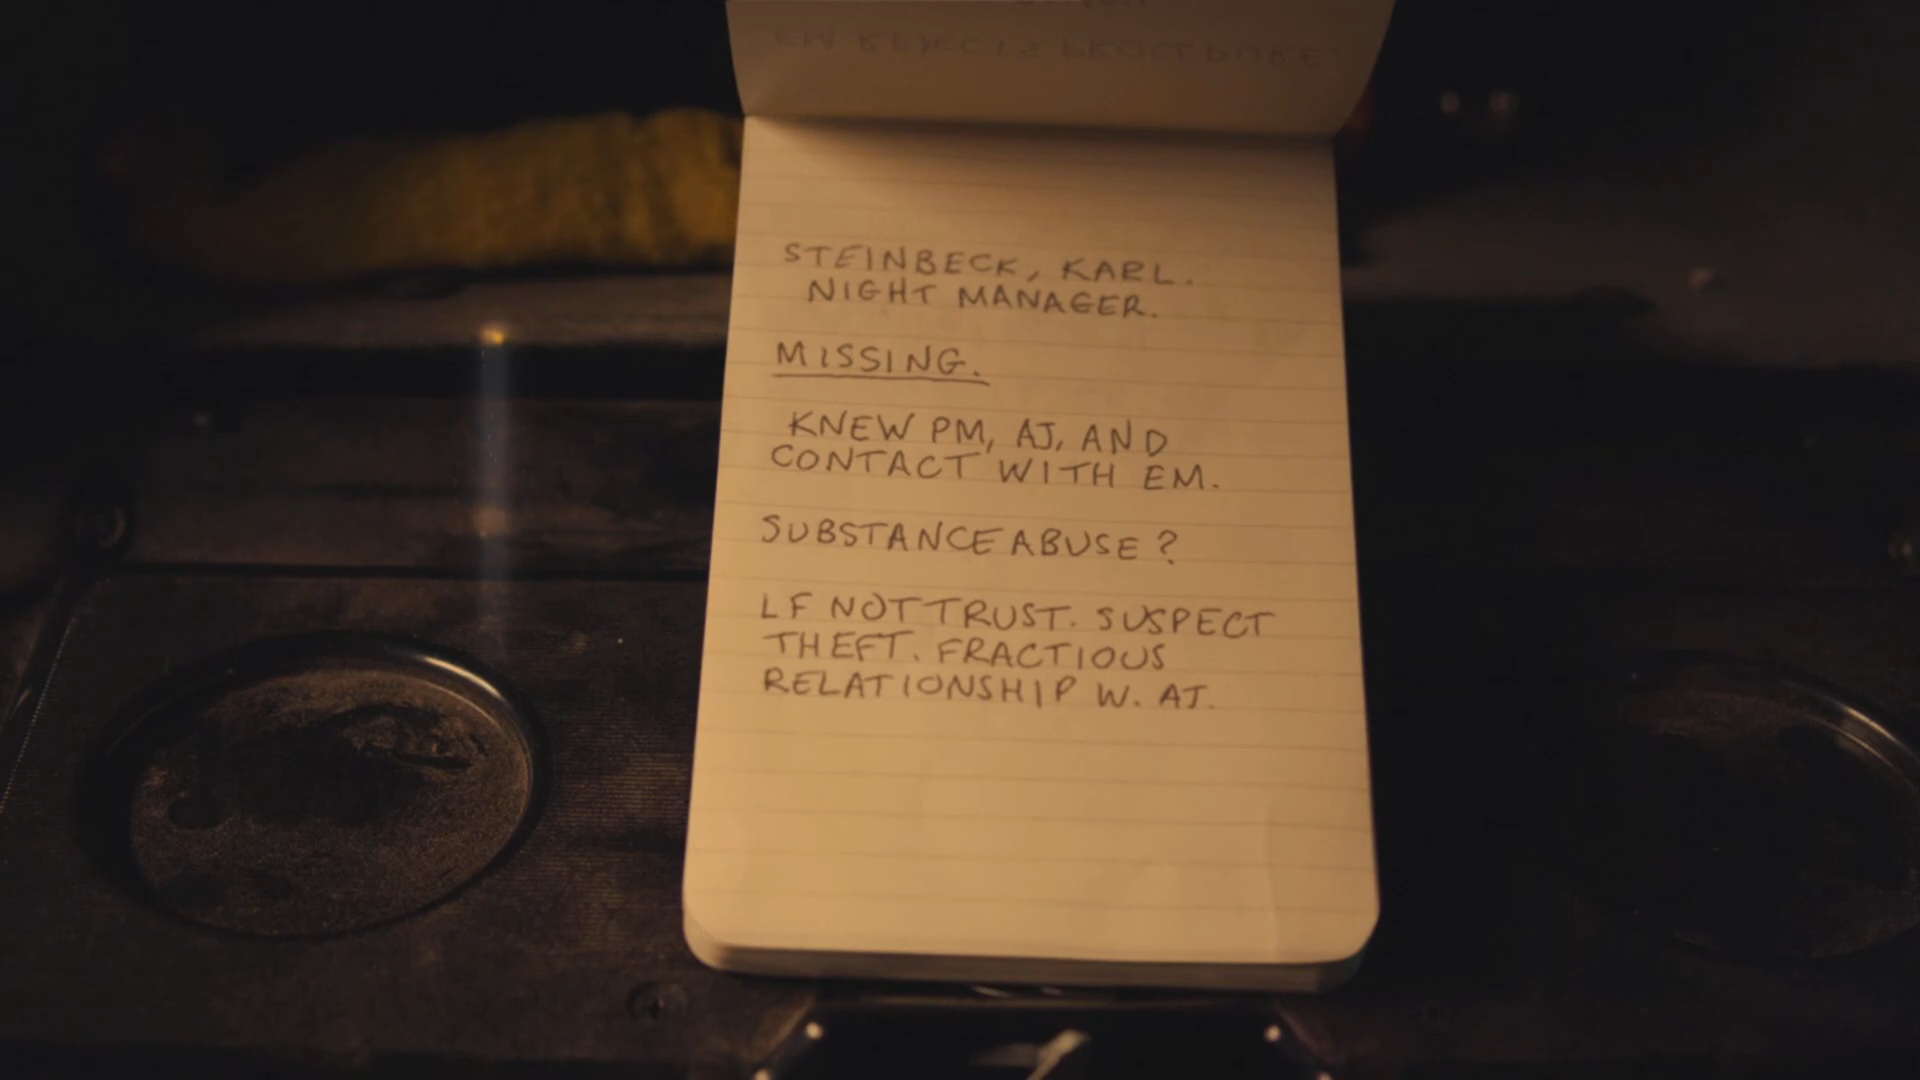 STEINBECK, KARL.
NIGHT MANAGER.
MISSING.
KNEW PM, AJ, AND
CONTACT WITH EM.
SUBSTANCE ABUSE?
LF NOT TRUST. SUSPECT
THEFT. FRACTIOUS
RELATIONSHIP W. AJ.